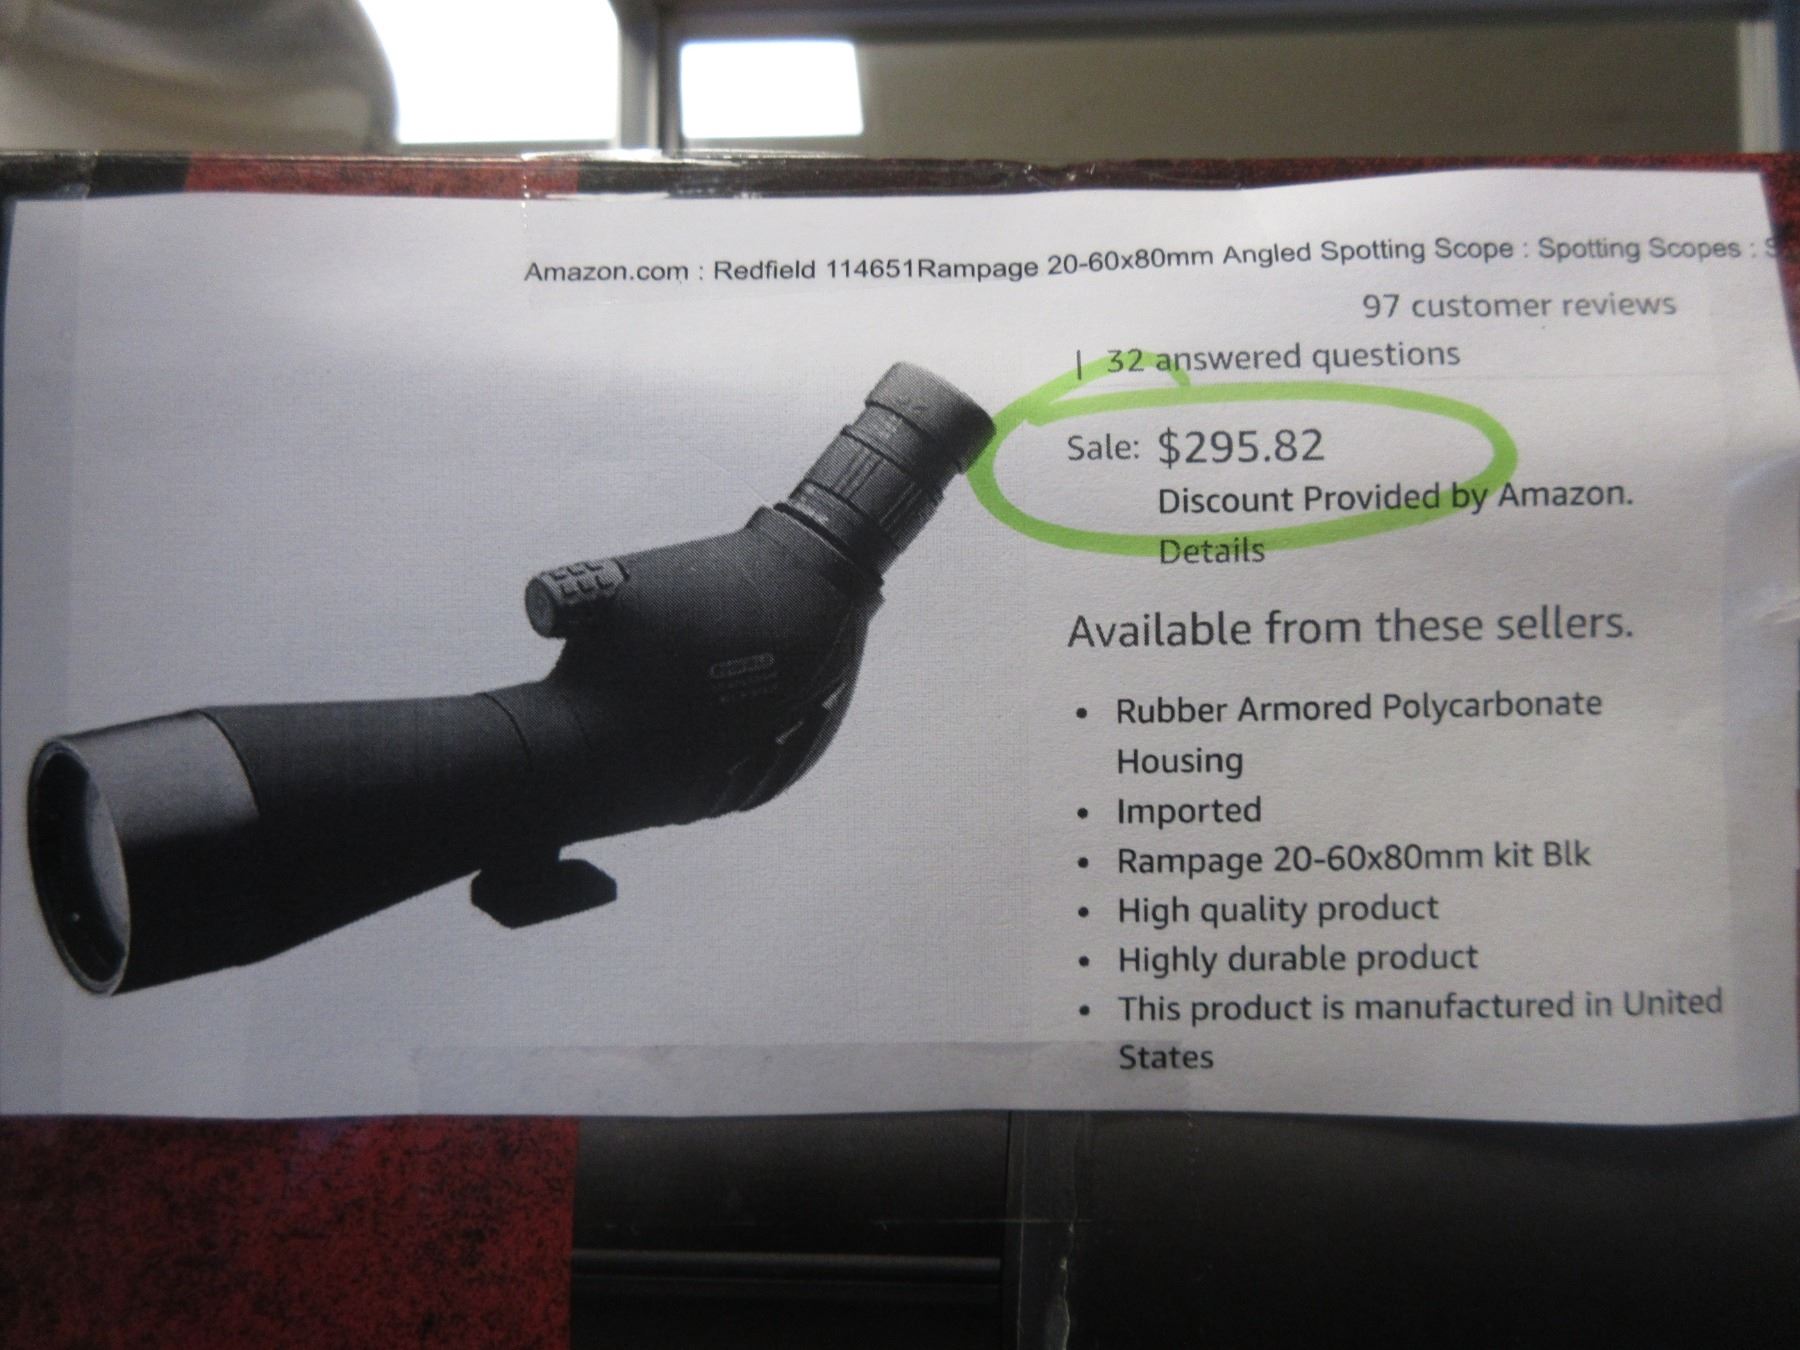 Amazon.com : Redfield 114651Rampage 20-60x80mm Angled Spotting Scope : Spotting Scopes :
97 customer reviews
| 32 answered questions
Sale: $295.82
Discount Provided by Amazon.
Details
Available from these sellers.
• Rubber Armored Polycarbonate
Housing
• Imported
• Rampage 20-60x80mm kit Blk
• High quality product
• Highly durable product
• This product is manufactured in United
States